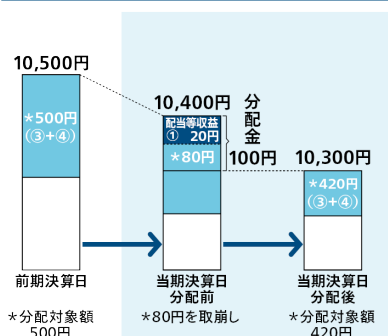 10,500円
*500円
(③+④)
前期決算日
*分配対象額
500円
10,400円
配当等収益
① 20円
*80円
分配金
100円
当期決算日
分配前
*80円を取崩し
10,300円
*420円
(③+④)
当期決算日
分配後
*分配対象額
420円